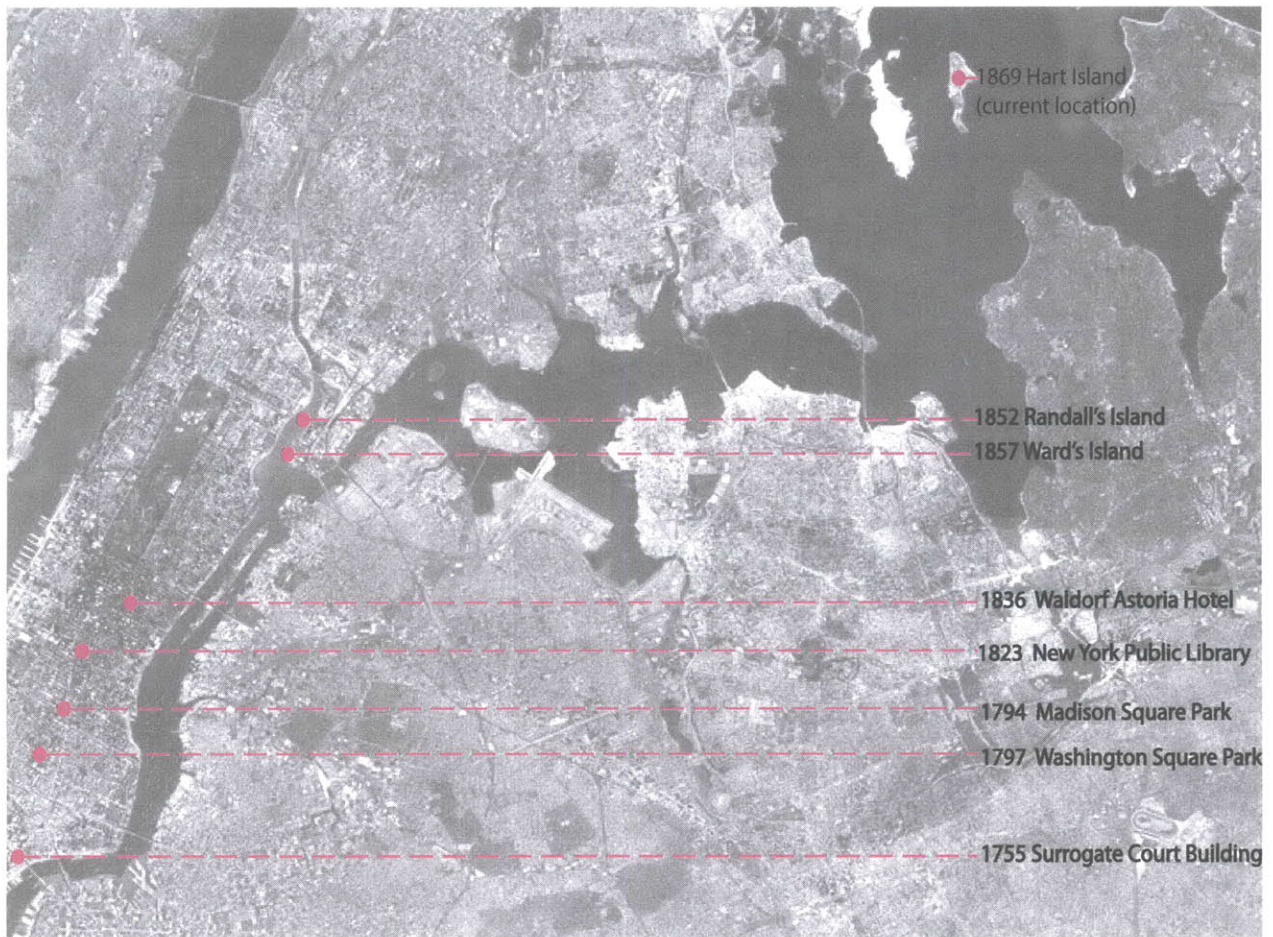 1869 Hart Island
(current location)
1852 Randall's Island
1857 Ward's Island
1836 Waldorf Astoria Hotel
1823 New York Public Library
1794 Madison Square Park
1797 Washington Square Park
1755 Surrogate Court Building